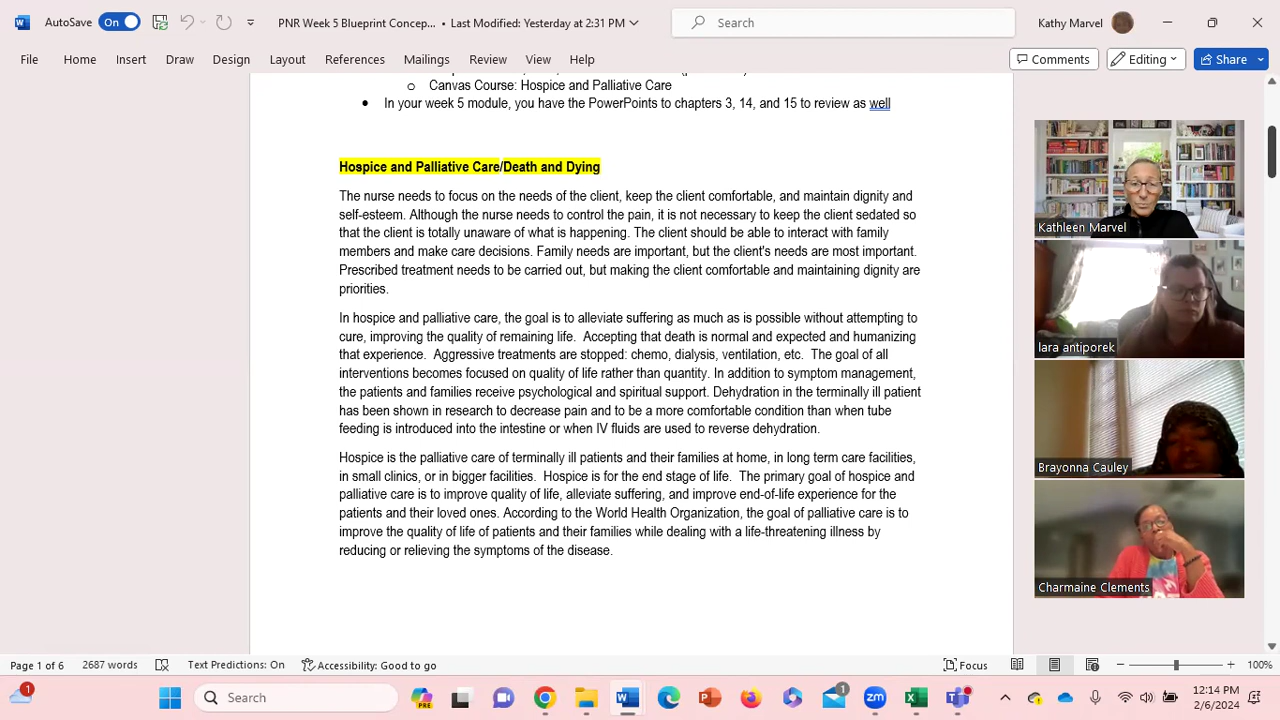 AutoSave On PNR Week 5 Blueprint Concep... • Last Modified: Yesterday at 2:31 PM Search Kathy Marvel
File Home Insert Draw Design Layout References Mailings Review View Help Comments Editing Share
o Canvas Course: Hospice and Palliative Care
• In your week 5 module, you have the PowerPoints to chapters 3, 14, and 15 to review as well
Hospice and Palliative Care/Death and Dying
The nurse needs to focus on the needs of the client, keep the client comfortable, and maintain dignity and
self-esteem. Although the nurse needs to control the pain, it is not necessary to keep the client sedated so
that the client is totally unaware of what is happening. The client should be able to interact with family
members and make care decisions. Family needs are important, but the client's needs are most important.
Prescribed treatment needs to be carried out, but making the client comfortable and maintaining dignity are
priorities.
In hospice and palliative care, the goal is to alleviate suffering as much as is possible without attempting to
cure, improving the quality of remaining life. Accepting that death is normal and expected and humanizing
that experience. Aggressive treatments are stopped: chemo, dialysis, ventilation, etc. The goal of all
interventions becomes focused on quality of life rather than quantity. In addition to symptom management,
the patients and families receive psychological and spiritual support. Dehydration in the terminally ill patient
has been shown in research to decrease pain and to be a more comfortable condition than when tube
feeding is introduced into the intestine or when IV fluids are used to reverse dehydration.
Hospice is the palliative care of terminally ill patients and their families at home, in long term care facilities,
in small clinics, or in bigger facilities. Hospice is for the end stage of life. The primary goal of hospice and
palliative care is to improve quality of life, alleviate suffering, and improve end-of-life experience for the
patients and their loved ones. According to the World Health Organization, the goal of palliative care is to
improve the quality of life of patients and their families while dealing with a life-threatening illness by
reducing or relieving the symptoms of the disease.
Kathleen Marvel
lara antiporek
Brayonna Cauley
Charmaine Clements
Page 1 of 6 2687 words Text Predictions: On Accessibility: Good to go Focus 100%
1 Search PRE 1 zm 12:14 PM
2/6/2024